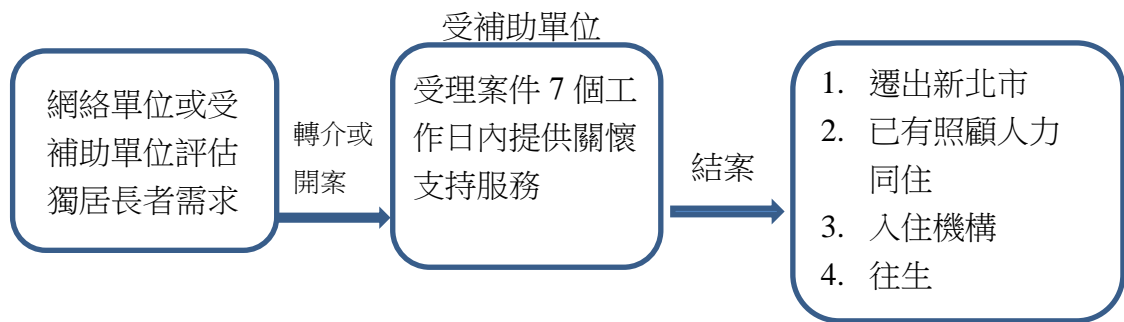 網絡單位或受
補助單位評估
獨居長者需求
轉介或
開案
受補助單位
受理案件 7 個工
作日內提供關懷
支持服務
結案
1. 遷出新北市
2. 已有照顧人力
同住
3. 入住機構
4. 往生